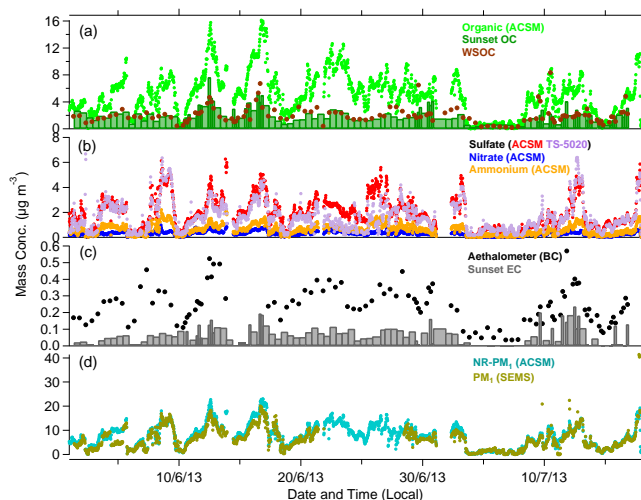 (a)
16
12
8
4
0
Organic (ACSM)
Sunset OC
WSOC
(b)
6
4
2
0
Sulfate (ACSM TS-5020)
Nitrate (ACSM)
Ammonium (ACSM)
(c)
0.6
0.5
0.4
0.3
0.2
0.1
0.0
Aethalometer (BC)
Sunset EC
(d)
40
30
20
10
0
NR-PM1 (ACSM)
PM1 (SEMS)
Mass Conc. (µg m-3)
10/6/13
20/6/13
30/6/13
10/7/13
Date and Time (Local)